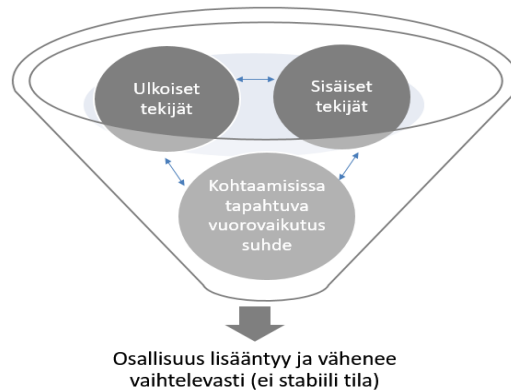 Ulkoiset
tekijät
Sisäiset
tekijät
Kohtaamisissa
tapahtuva
vuorovaikutus
suhde
Osallisuus lisääntyy ja vähenee
vaihtelevasti (ei stabiili tila)